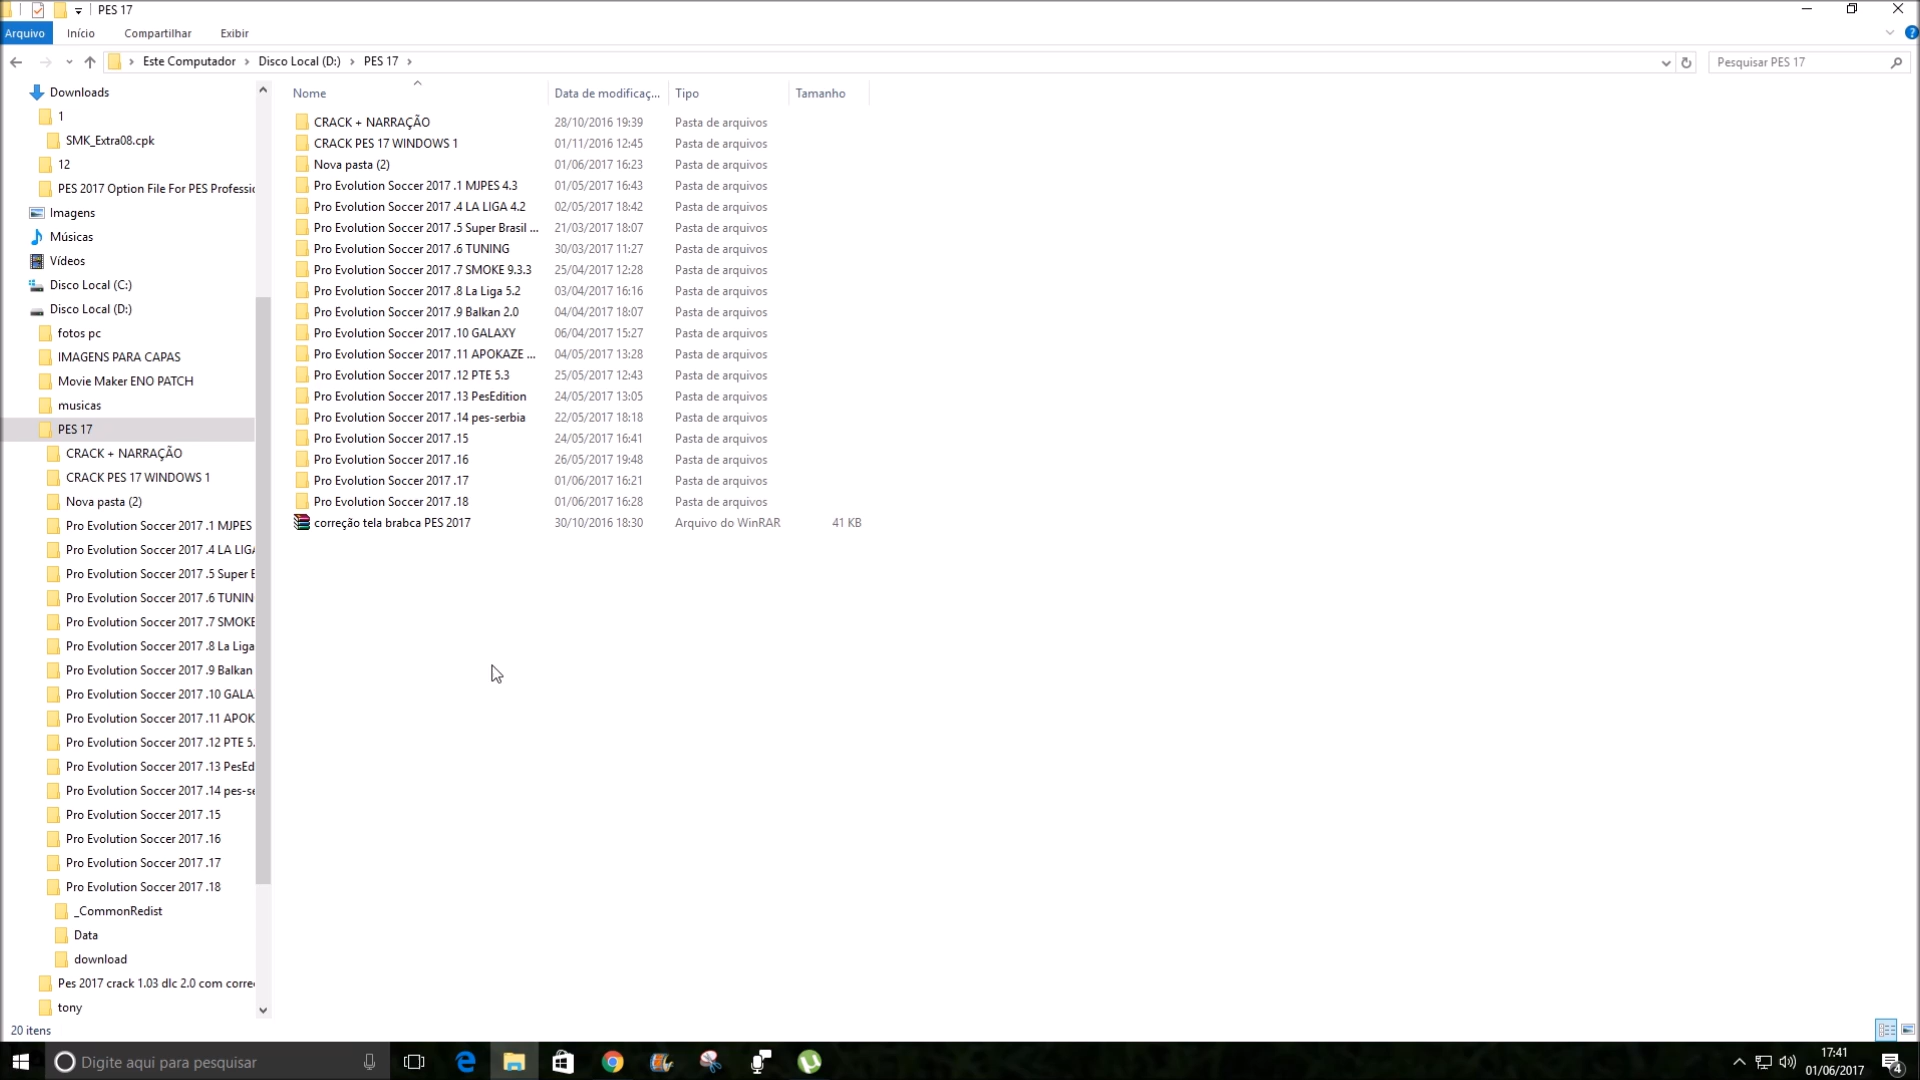 PES 17
Arquivo
Início
Compartilhar
Exibir
Este Computador
Disco Local (D:)
PES 17
Pesquisar PES 17
Downloads
1
SMK_Extra08.cpk
12
PES 2017 Option File For PES Professic
Imagens
Músicas
Vídeos
Disco Local (C:)
Disco Local (D:)
fotos pc
IMAGENS PARA CAPAS
Movie Maker ENO PATCH
musicas
PES 17
CRACK + NARRAÇÃO
CRACK PES 17 WINDOWS 1
Nova pasta (2)
Pro Evolution Soccer 2017 .1 MJPES
Pro Evolution Soccer 2017 .4 LA LIGA
Pro Evolution Soccer 2017 .5 Super B
Pro Evolution Soccer 2017 .6 TUNIN
Pro Evolution Soccer 2017 .7 SMOKE
Pro Evolution Soccer 2017 .8 La Liga
Pro Evolution Soccer 2017 .9 Balkan
Pro Evolution Soccer 2017 .10 GALA
Pro Evolution Soccer 2017 .11 APOK
Pro Evolution Soccer 2017 .12 PTE 5.
Pro Evolution Soccer 2017 .13 PesEd
Pro Evolution Soccer 2017 .14 pes-se
Pro Evolution Soccer 2017 .15
Pro Evolution Soccer 2017 .16
Pro Evolution Soccer 2017 .17
Pro Evolution Soccer 2017 .18
_CommonRedist
Data
download
Pes 2017 crack 1.03 dlc 2.0 com corre
tony
Nome Data de modificaç... Tipo Tamanho
CRACK + NARRAÇÃO 28/10/2016 19:39 Pasta de arquivos
CRACK PES 17 WINDOWS 1 01/11/2016 12:45 Pasta de arquivos
Nova pasta (2) 01/06/2017 16:23 Pasta de arquivos
Pro Evolution Soccer 2017 .1 MJPES 4.3 01/05/2017 16:43 Pasta de arquivos
Pro Evolution Soccer 2017 .4 LA LIGA 4.2 02/05/2017 18:42 Pasta de arquivos
Pro Evolution Soccer 2017 .5 Super Brasil ... 21/03/2017 18:07 Pasta de arquivos
Pro Evolution Soccer 2017 .6 TUNING 30/03/2017 11:27 Pasta de arquivos
Pro Evolution Soccer 2017 .7 SMOKE 9.3.3 25/04/2017 12:28 Pasta de arquivos
Pro Evolution Soccer 2017 .8 La Liga 5.2 03/04/2017 16:16 Pasta de arquivos
Pro Evolution Soccer 2017 .9 Balkan 2.0 04/04/2017 18:07 Pasta de arquivos
Pro Evolution Soccer 2017 .10 GALAXY 06/04/2017 15:27 Pasta de arquivos
Pro Evolution Soccer 2017 .11 APOKAZE ... 04/05/2017 13:28 Pasta de arquivos
Pro Evolution Soccer 2017 .12 PTE 5.3 25/05/2017 12:43 Pasta de arquivos
Pro Evolution Soccer 2017 .13 PesEdition 24/05/2017 13:05 Pasta de arquivos
Pro Evolution Soccer 2017 .14 pes-serbia 22/05/2017 18:18 Pasta de arquivos
Pro Evolution Soccer 2017 .15 24/05/2017 16:41 Pasta de arquivos
Pro Evolution Soccer 2017 .16 26/05/2017 19:48 Pasta de arquivos
Pro Evolution Soccer 2017 .17 01/06/2017 16:21 Pasta de arquivos
Pro Evolution Soccer 2017 .18 01/06/2017 16:28 Pasta de arquivos
correção tela brabca PES 2017 30/10/2016 18:30 Arquivo do WinRAR 41 KB
20 itens
Digite aqui para pesquisar
17:41
01/06/2017
4